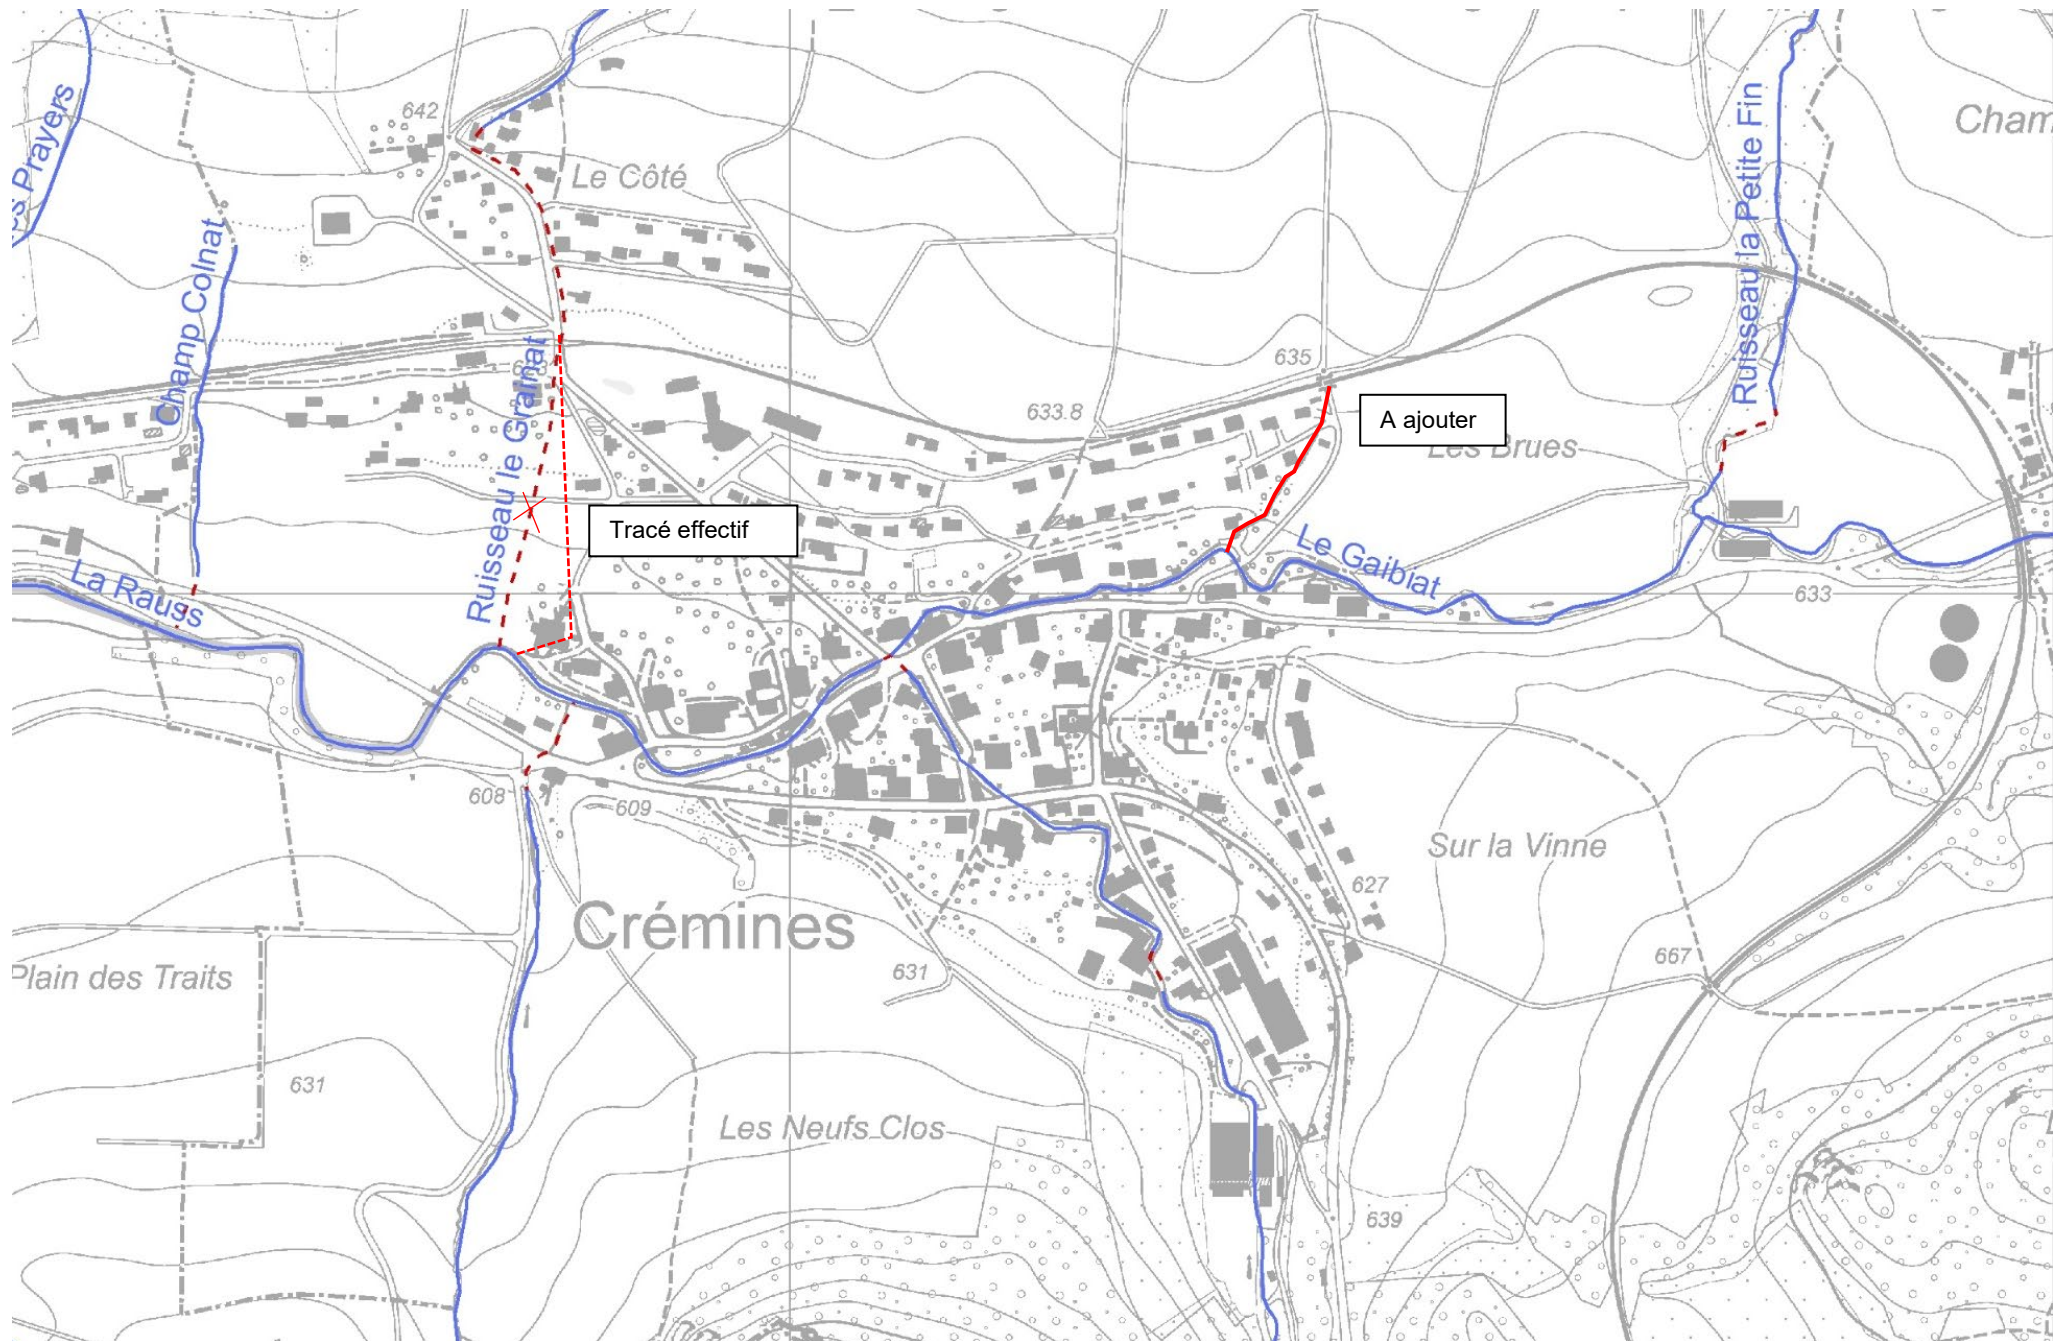 Cham
642
Le Côté
es Prayers
Champ Colnat
Ruisseau la Petite Fin
635
A ajouter
633.8
Les Brues
Ruisseau le Grainat
Tracé effectif
Le Gaibiat
La Rauss
633
608
609
Sur la Vinne
627
Crémines
667
Plain des Traits
631
631
Les Neufs Clos
639